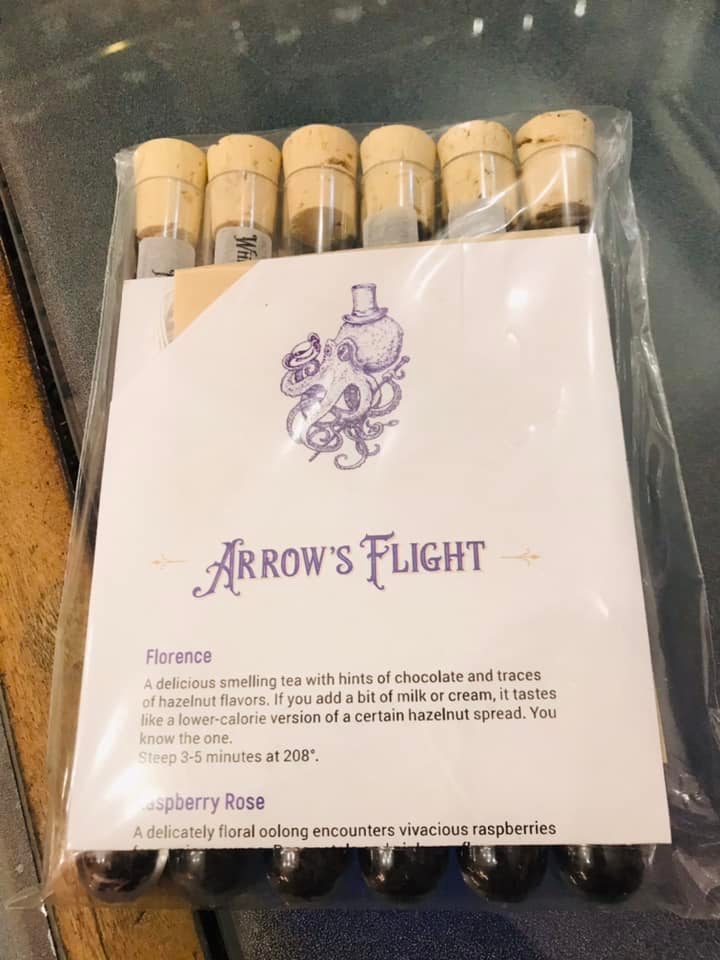 ARROW'S FLIGHT
Florence
A delicious smelling tea with hints of chocolate and traces
of hazelnut flavors. If you add a bit of milk or cream, it tastes
like a lower-calorie version of a certain hazelnut spread. You
know the one.
Steep 3-5 minutes at 208°.
Raspberry Rose
A delicately floral oolong encounters vivacious raspberries